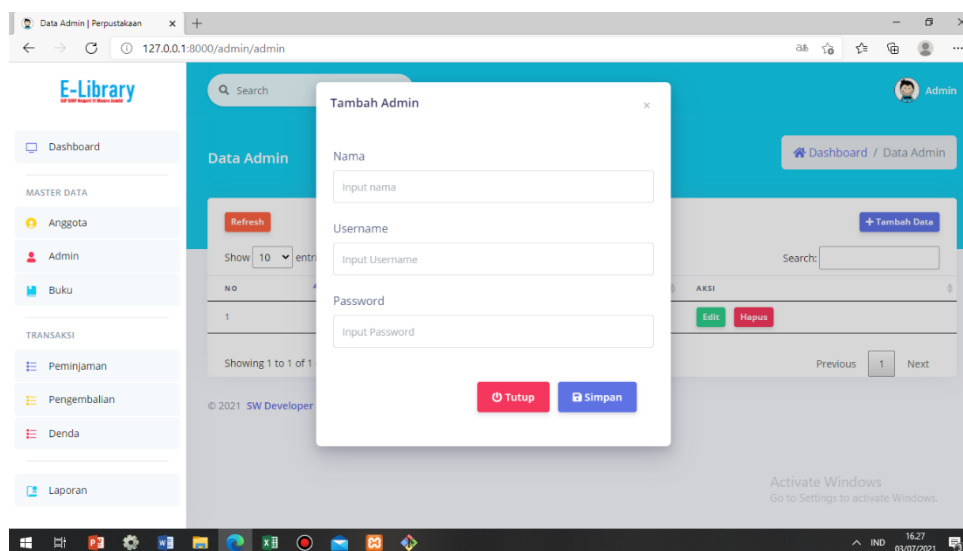 Data Admin | Perpustakaan
127.0.0.1:8000/admin/admin
E-Library
Search
Admin
Tambah Admin
Dashboard
Data Admin
Dashboard / Data Admin
Nama
MASTER DATA
Input nama
Anggota
Refresh
Tambah Data
Username
Admin
Show 10 entri
Input Username
Search:
Buku
NO
AKSI
Password
1
Input Password
Edit
Hapus
TRANSAKSI
Peminjaman
Showing 1 to 1 of 1
Previous 1 Next
Pengembalian
Tutup
Simpan
© 2021 SW Developer
Denda
Laporan
Activate Windows
Go to Settings to activate Windows.
IND
16.27
03/07/2021